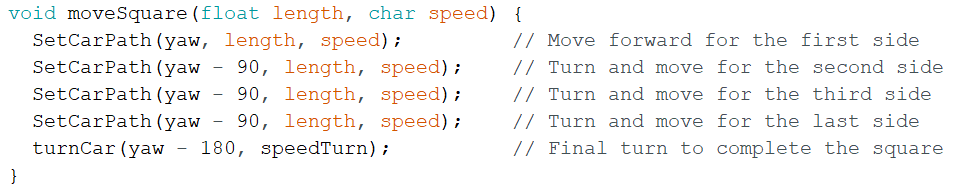 void moveSquare(float length, char speed) {
  SetCarPath(yaw, length, speed);         // Move forward for the first side
  SetCarPath(yaw - 90, length, speed);    // Turn and move for the second side
  SetCarPath(yaw - 90, length, speed);    // Turn and move for the third side
  SetCarPath(yaw - 90, length, speed);    // Turn and move for the last side
  turnCar(yaw - 180, speedTurn);          // Final turn to complete the square
}